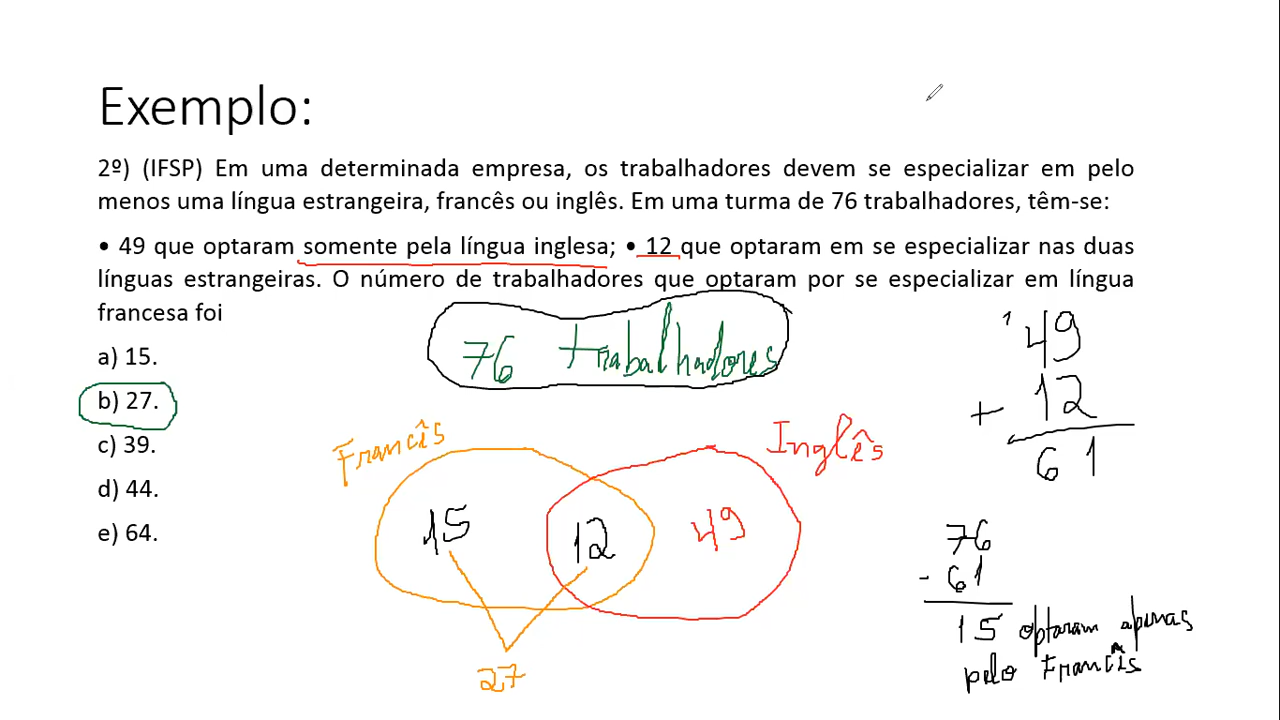 Exemplo:
2º) (IFSP) Em uma determinada empresa, os trabalhadores devem se especializar em pelo
menos uma língua estrangeira, francês ou inglês. Em uma turma de 76 trabalhadores, têm-se:
• 49 que optaram somente pela língua inglesa; • 12 que optaram em se especializar nas duas
línguas estrangeiras. O número de trabalhadores que optaram por se especializar em língua
francesa foi
a) 15.
b) 27.
c) 39.
d) 44.
e) 64.
76 trabalhadores
Francês
Inglês
15
12
49
27
1 49
+ 12
61
76
- 61
15 optaram apenas
pelo Francês